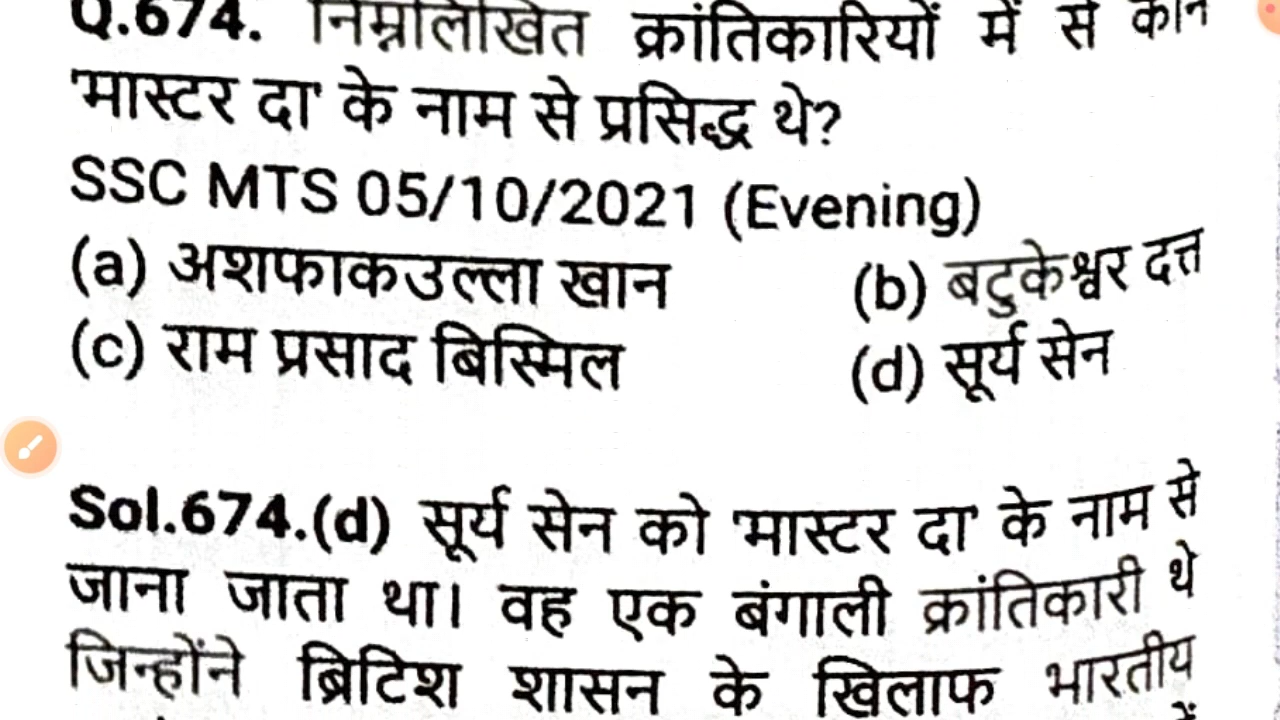 Q.674. निम्नलिखित क्रांतिकारियों में से कौन
'मास्टर दा' के नाम से प्रसिद्ध थे?
SSC MTS 05/10/2021 (Evening)
(a) अशफाकउल्ला खान (b) बटुकेश्वर दत्त
(c) राम प्रसाद बिस्मिल (d) सूर्य सेन
Sol.674.(d) सूर्य सेन को 'मास्टर दा' के नाम से
जाना जाता था। वह एक बंगाली क्रांतिकारी थे
जिन्होंने ब्रिटिश शासन के खिलाफ भारतीय